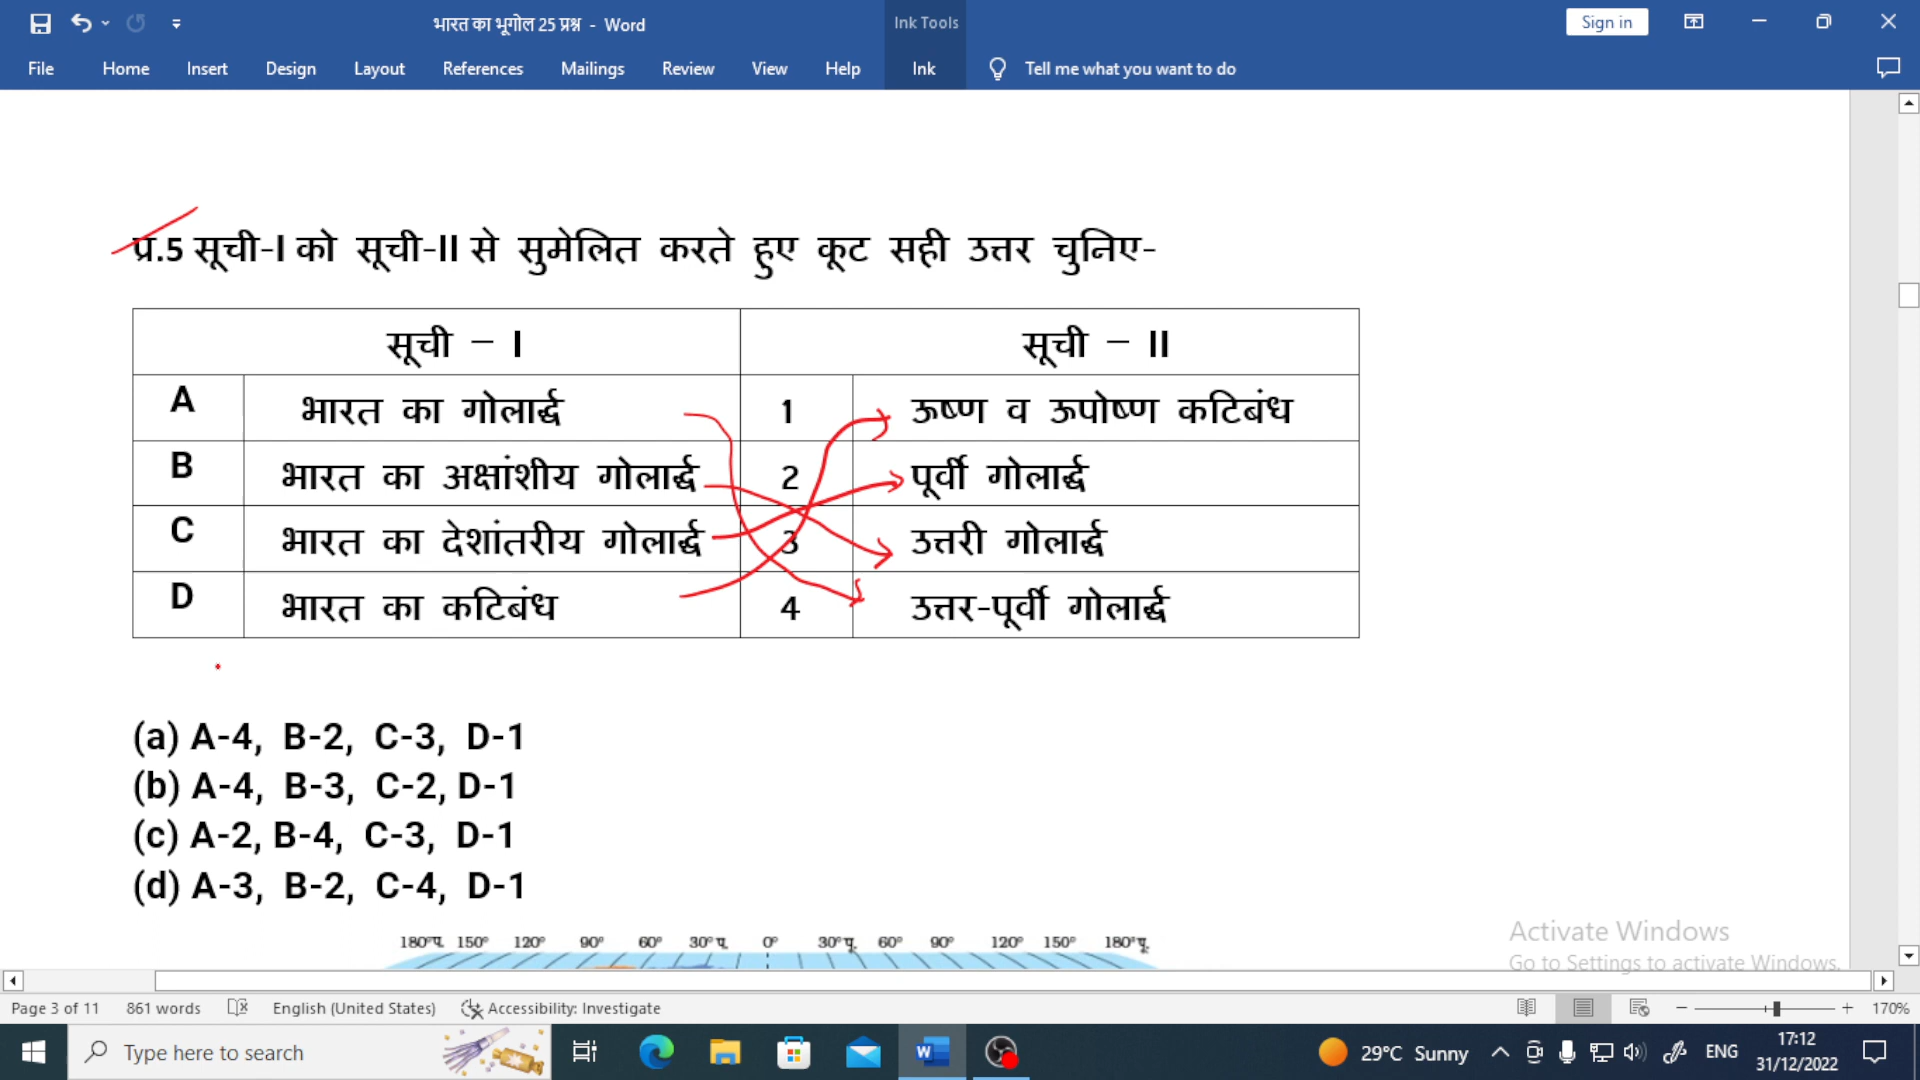 भारत का भूगोल 25 प्रश्न - Word
Ink Tools
Sign in
File Home Insert Design Layout References Mailings Review View Help Ink Tell me what you want to do
प्र.5 सूची-I को सूची-II से सुमेलित करते हुए कूट सही उत्तर चुनिए-
सूची – I सूची – II
A भारत का गोलार्द्ध 1 ऊष्ण व ऊपोष्ण कटिबंध
B भारत का अक्षांशीय गोलार्द्ध 2 पूर्वी गोलार्द्ध
C भारत का देशांतरीय गोलार्द्ध 3 उत्तरी गोलार्द्ध
D भारत का कटिबंध 4 उत्तर-पूर्वी गोलार्द्ध
(a) A-4, B-2, C-3, D-1
(b) A-4, B-3, C-2, D-1
(c) A-2, B-4, C-3, D-1
(d) A-3, B-2, C-4, D-1
180°प. 150° 120° 90° 60° 30°प. 0° 30°पू. 60° 90° 120° 150° 180°पू.
Activate Windows
Go to Settings to activate Windows.
Page 3 of 11 861 words English (United States) Accessibility: Investigate 170%
Type here to search
29°C Sunny ENG
17:12
31/12/2022